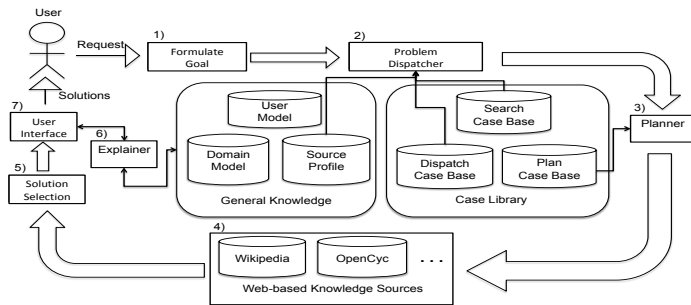 User
Request
1)
Formulate
Goal
2)
Problem
Dispatcher
Solutions
7)
User
Interface
6)
Explainer
5)
Solution
Selection
User
Model
Domain
Model
Source
Profile
General Knowledge
Search
Case Base
Dispatch
Case Base
Plan
Case Base
Case Library
3)
Planner
4)
Wikipedia
OpenCyc
...
Web-based Knowledge Sources